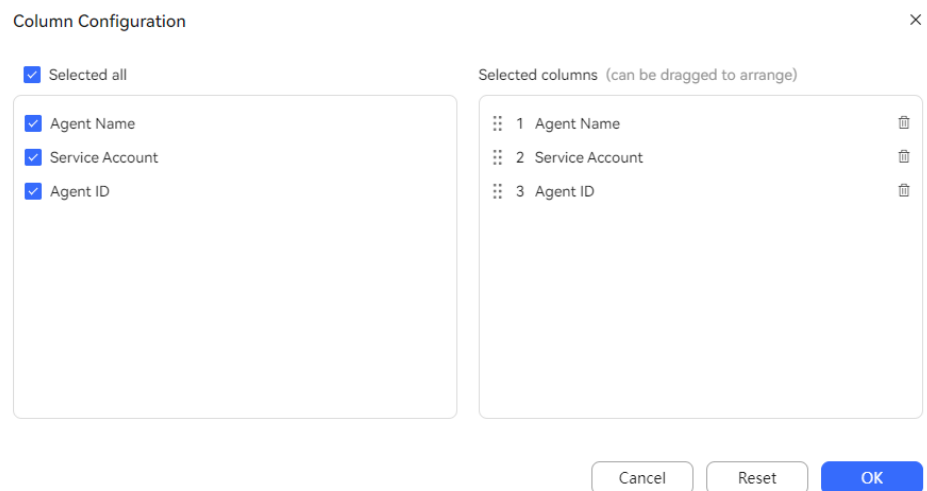 Column Configuration
Selected all
Selected columns (can be dragged to arrange)
Agent Name
Service Account
Agent ID
1 Agent Name
2 Service Account
3 Agent ID
Cancel Reset OK